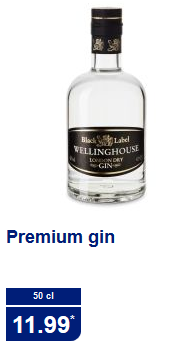 Black Label
WELLINGHOUSE
LONDON DRY
GIN
Premium gin
50 cl
11.99*